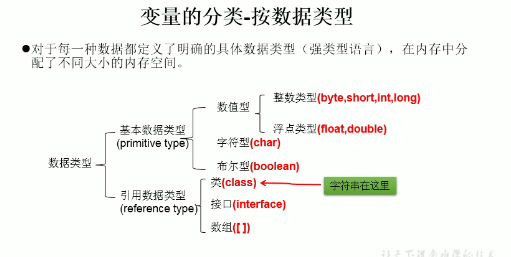 变量的分类-按数据类型
●对于每一种数据都定义了明确的具体数据类型（强类型语言），在内存中分
配了不同大小的内存空间。
整数类型(byte,short,int,long)
数值型
浮点类型(float,double)
基本数据类型
(primitive type)
字符型(char)
布尔型(boolean)
数据类型
类(class)
字符串在这里
引用数据类型
(reference type)
接口(interface)
数组([ ])